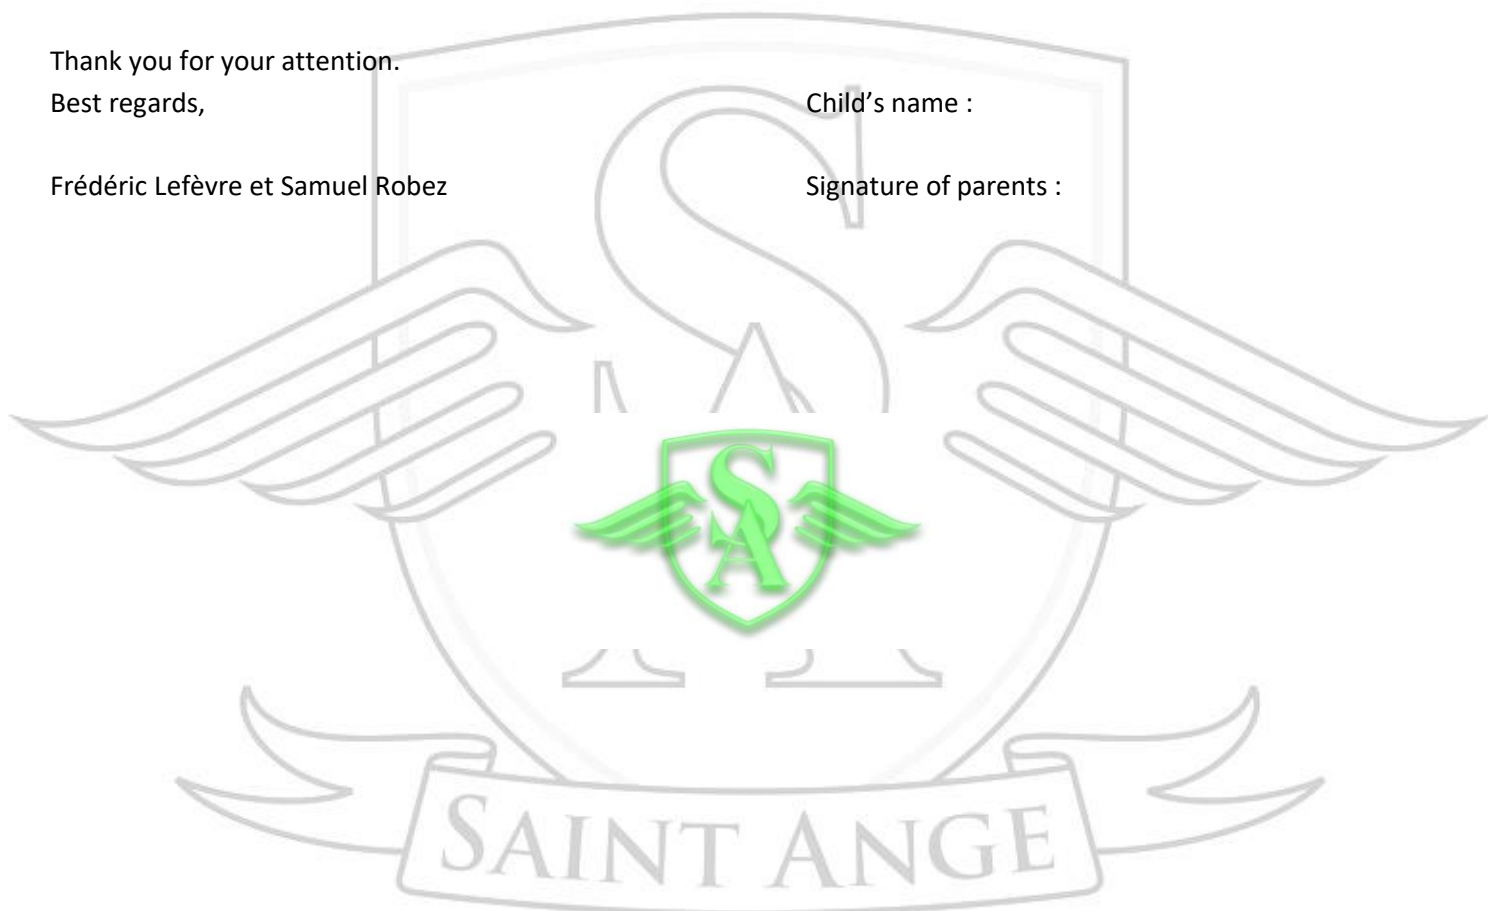 Thank you for your attention.
Best regards,
Child’s name :
Frédéric Lefèvre et Samuel Robez
Signature of parents :
SA
SA
SAINT ANGE